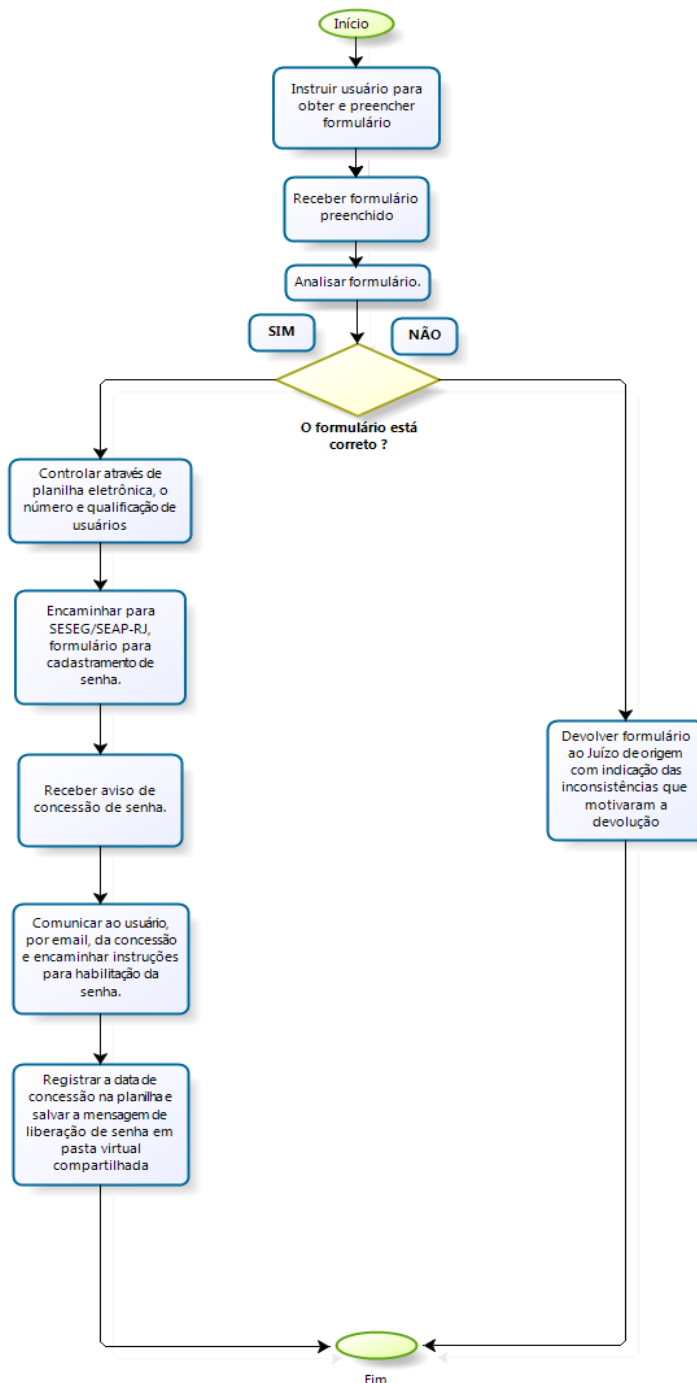 Início
Instruir usuário para
obter e preencher
formulário
Receber formulário
preenchido
Analisar formulário.
SIM
NÃO
O formulário está
correto ?
Controlar através de
planilha eletrônica, o
número e qualificação de
usuários
Encaminhar para
SESEG/SEAP-RJ,
formulário para
cadastramento de
senha.
Receber aviso de
concessão de senha.
Comunicar ao usuário,
por email, da concessão
e encaminhar instruções
para habilitação da
senha.
Registrar a data de
concessão na planilha e
salvar a mensagem de
liberação de senha em
pasta virtual
compartilhada
Devolver formulário
ao Juízo de origem
com indicação das
inconsistências que
motivaram a
devolução
Fim